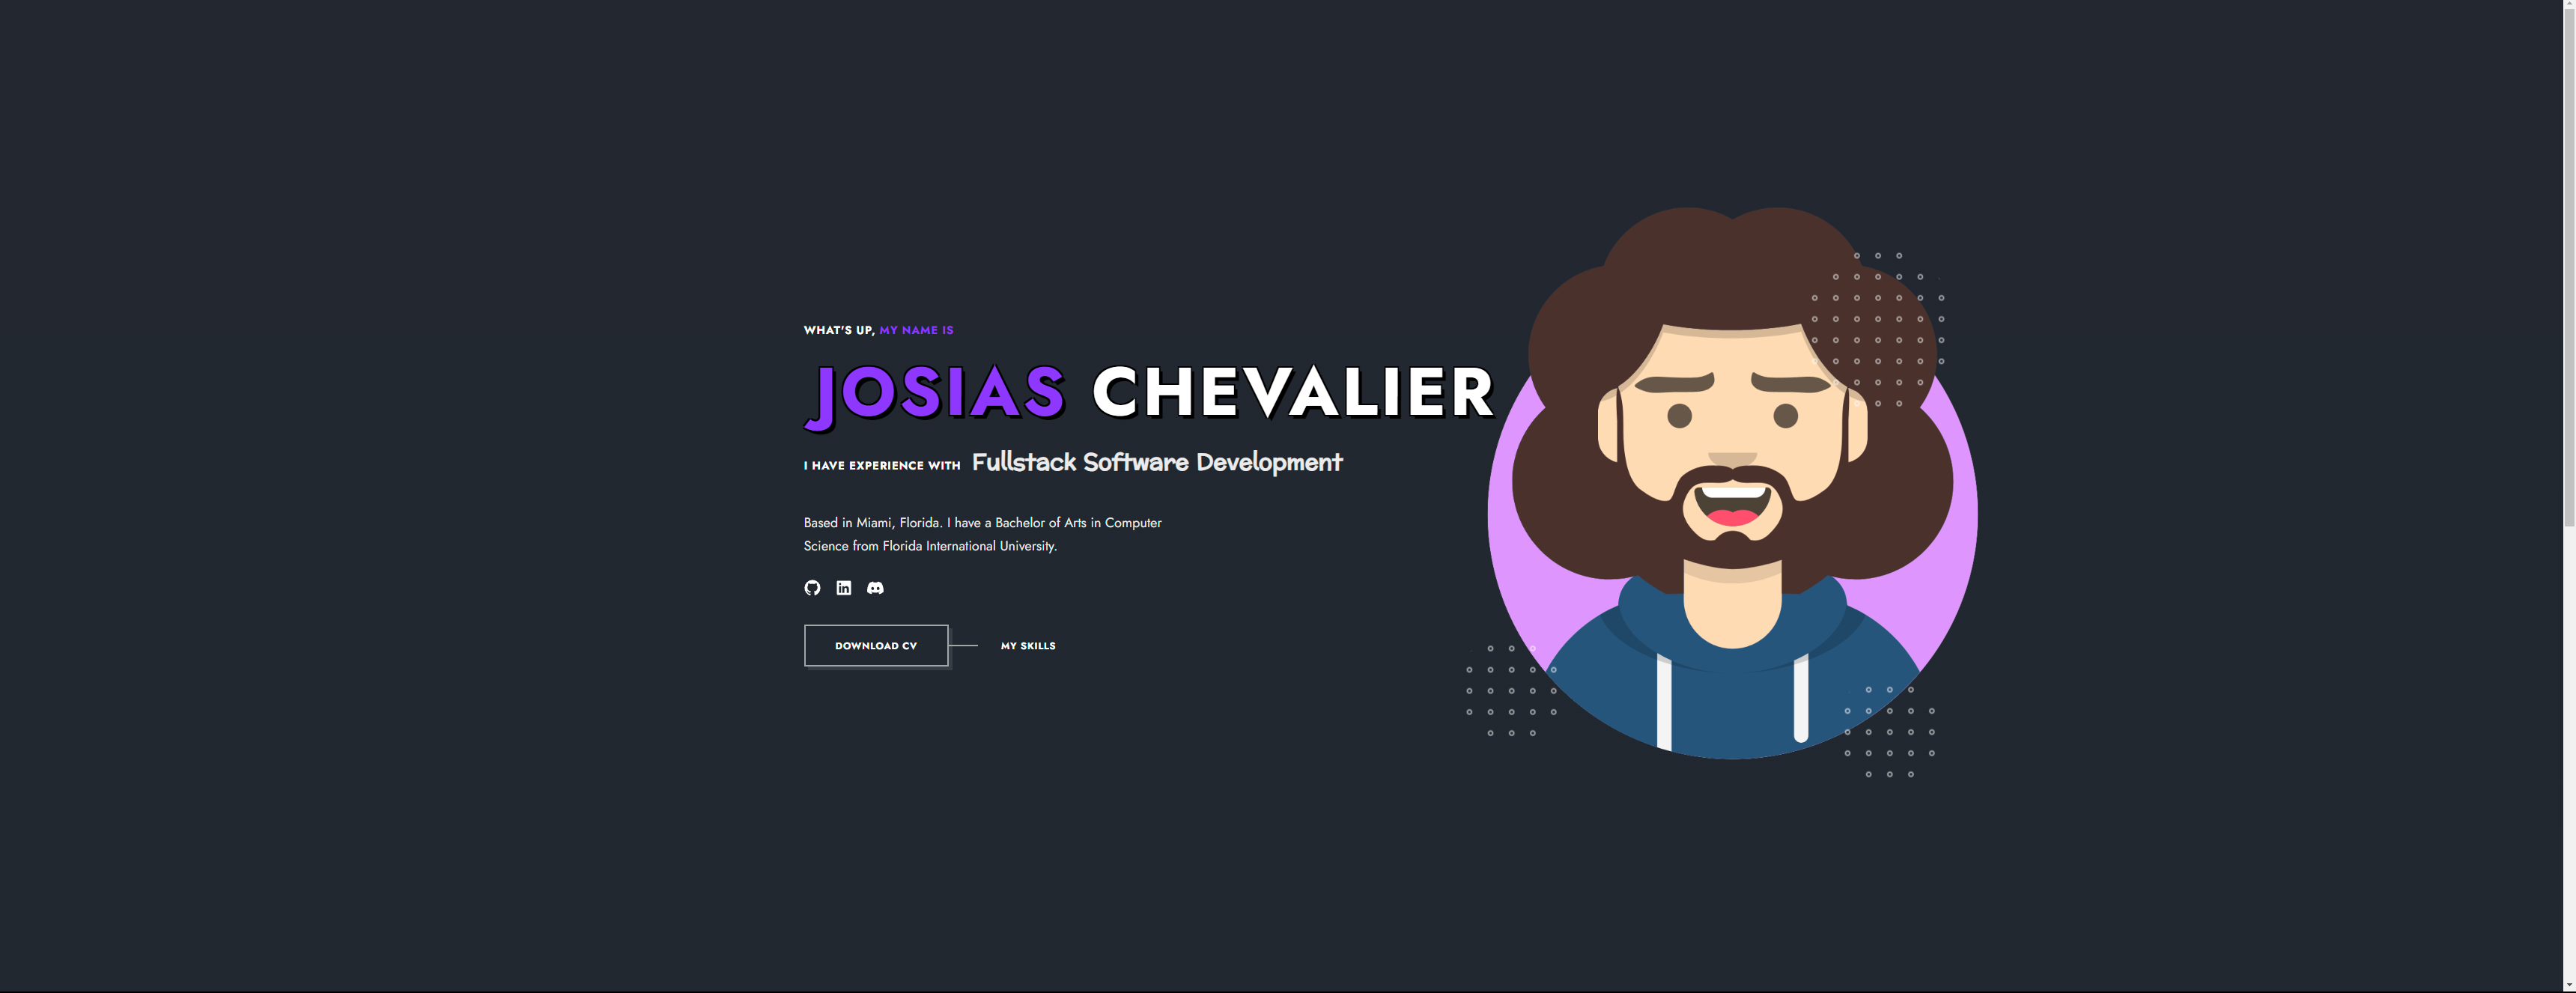 WHAT'S UP, MY NAME IS
JOSIAS CHEVALIER
I HAVE EXPERIENCE WITH Fullstack Software Development
Based in Miami, Florida. I have a Bachelor of Arts in Computer
Science from Florida International University.
in
DOWNLOAD CV MY SKILLS